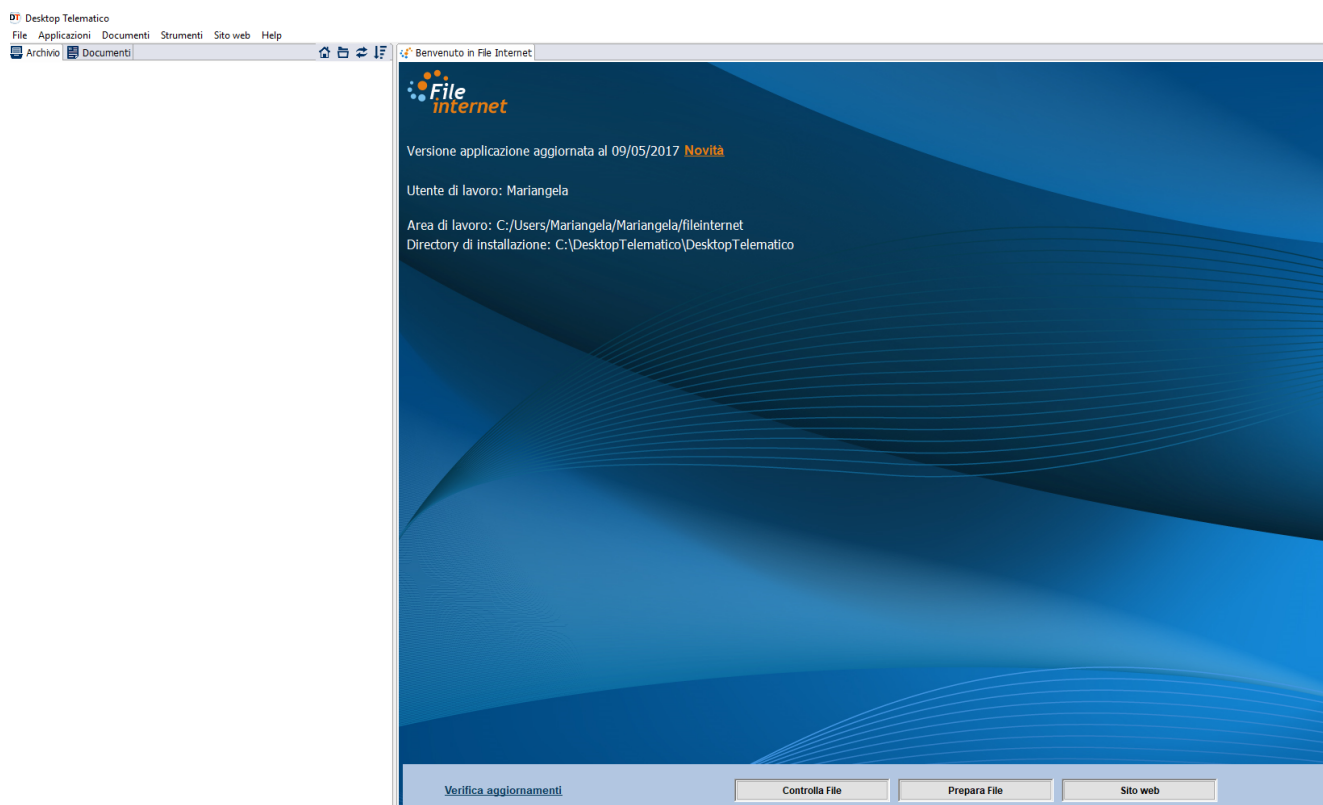 DT Desktop Telematico
File Applicazioni Documenti Strumenti Sito web Help
Archivio Documenti Benvenuto in File Internet
File
internet
Versione applicazione aggiornata al 09/05/2017 Novità
Utente di lavoro: Mariangela
Area di lavoro: C:/Users/Mariangela/Mariangela/fileinternet
Directory di installazione: C:\DesktopTelematico\DesktopTelematico
Verifica aggiornamenti Controlla File Prepara File Sito web